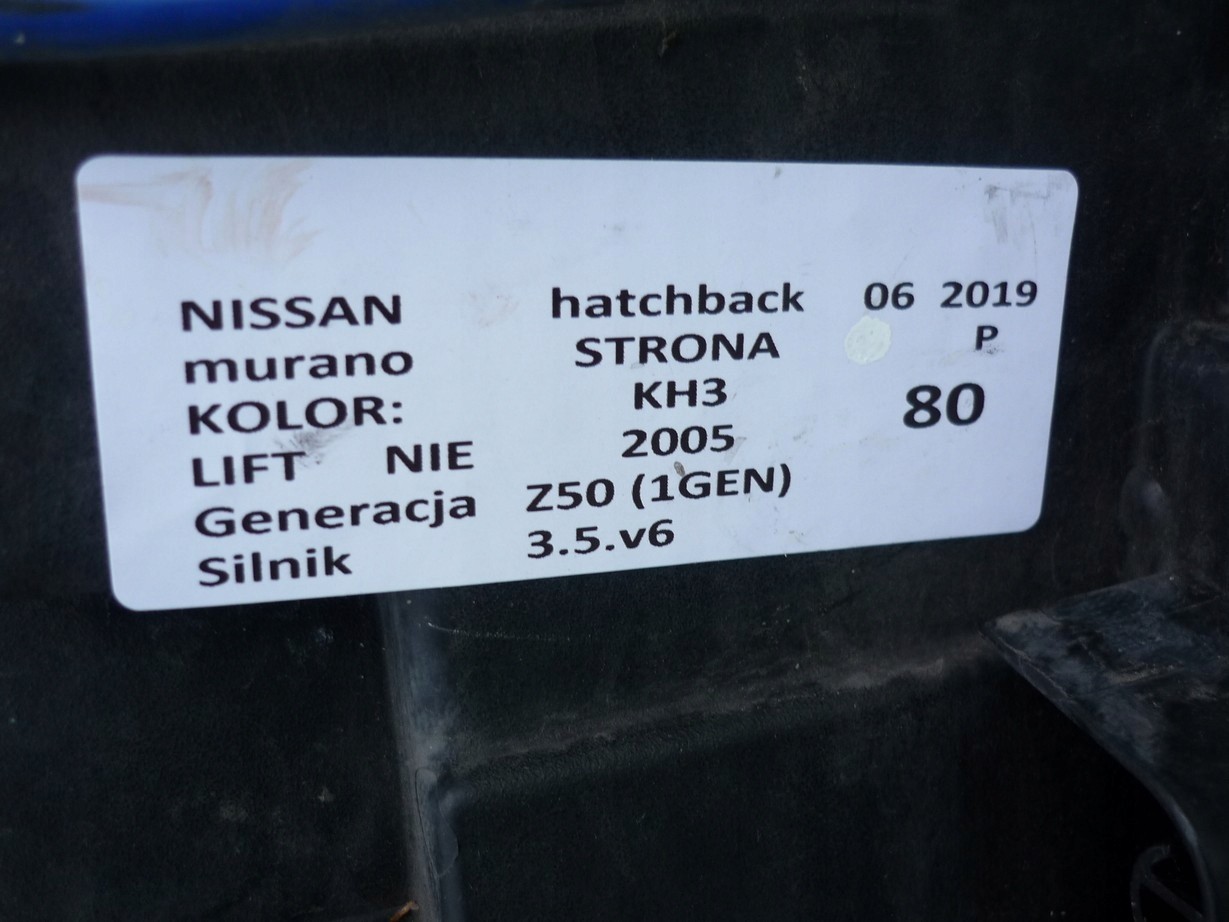 NISSAN hatchback 06 2019
murano STRONA P
KOLOR: KH3 80
LIFT NIE 2005
Generacja Z50 (1GEN)
Silnik 3.5.v6